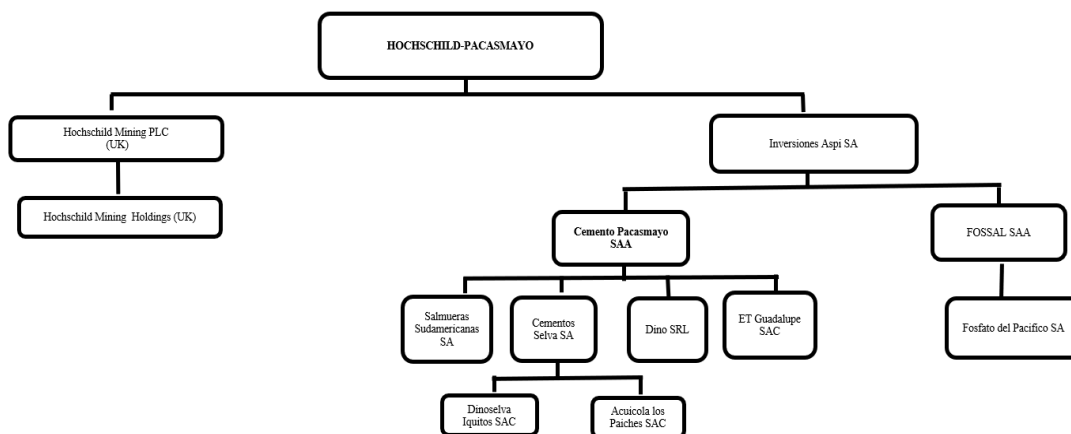 HOCHSCHILD-PACASMAYO
Hochschild Mining PLC
(UK)
Inversiones Aspi SA
Hochschild Mining Holdings (UK)
Cemento Pacasmayo
SAA
FOSSAL SAA
Salmueras
Sudamericanas
SA
Cementos
Selva SA
Dino SRL
ET Guadalupe
SAC
Fosfato del Pacifico SA
Dinoselva
Iquitos SAC
Acuicola los
Paiches SAC